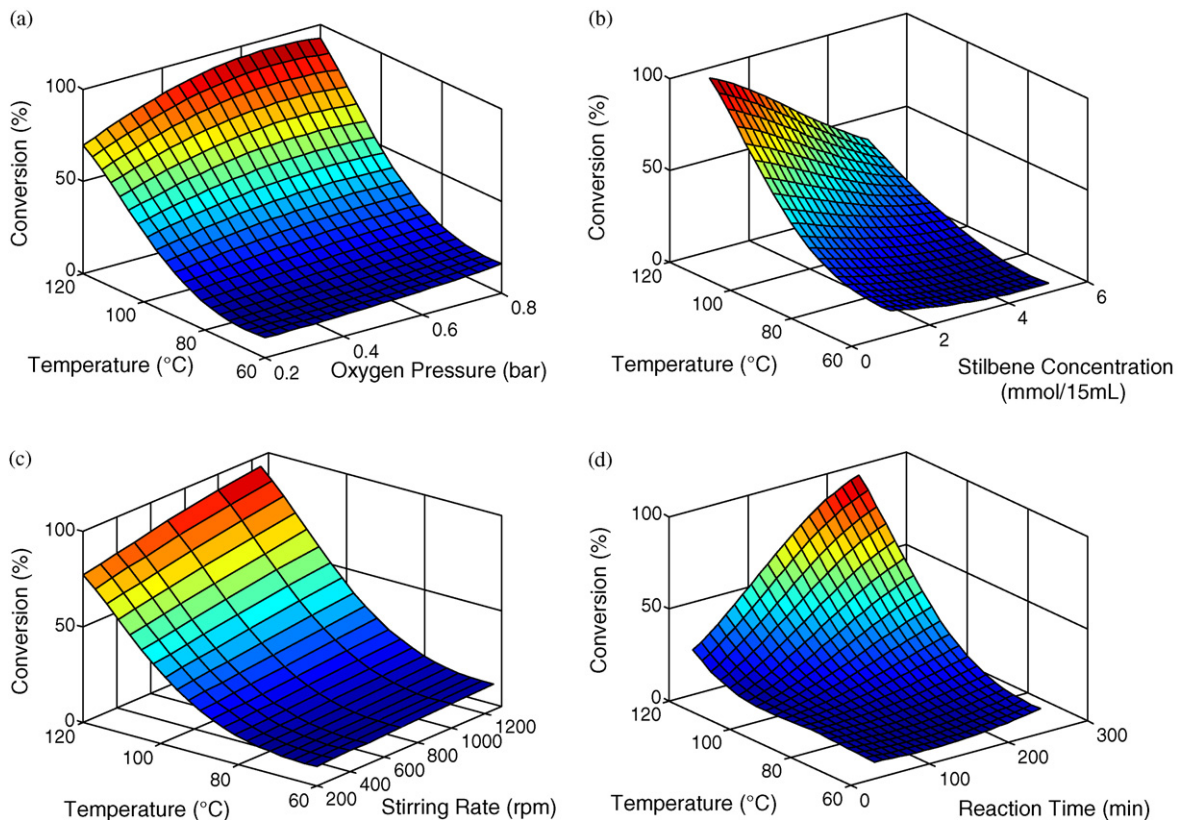 (a)
100
50
0
Conversion (%)
120
100
80
60
Temperature (°C)
0.2
0.4
0.6
0.8
Oxygen Pressure (bar)
(b)
100
50
0
Conversion (%)
120
100
80
60
Temperature (°C)
0
2
4
6
Stilbene Concentration
(mmol/15mL)
(c)
100
50
0
Conversion (%)
120
100
80
60
Temperature (°C)
200
400
600
800
1000
1200
Stirring Rate (rpm)
(d)
100
50
0
Coniversion (%)
120
100
80
60
Temperature (°C)
0
100
200
300
Reaction Time (min)